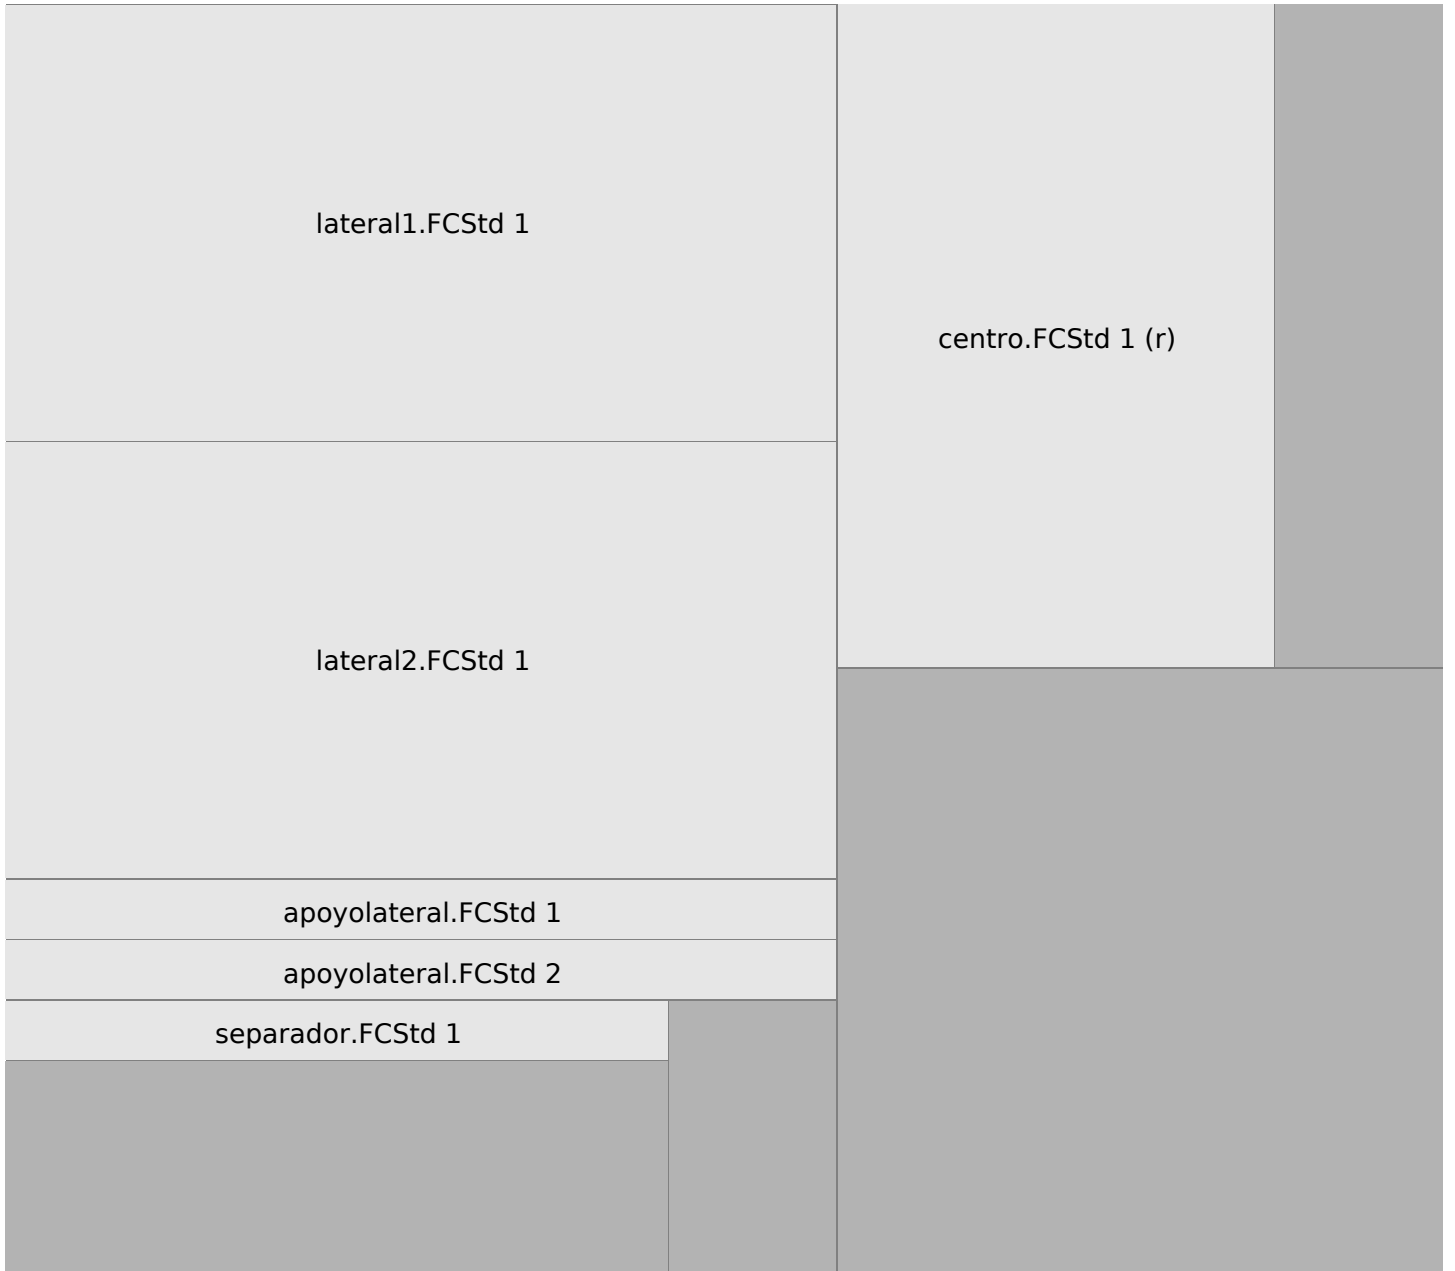 lateral1.FCStd 1
centro.FCStd 1 (r)
lateral2.FCStd 1
apoyolateral.FCStd 1
apoyolateral.FCStd 2
separador.FCStd 1